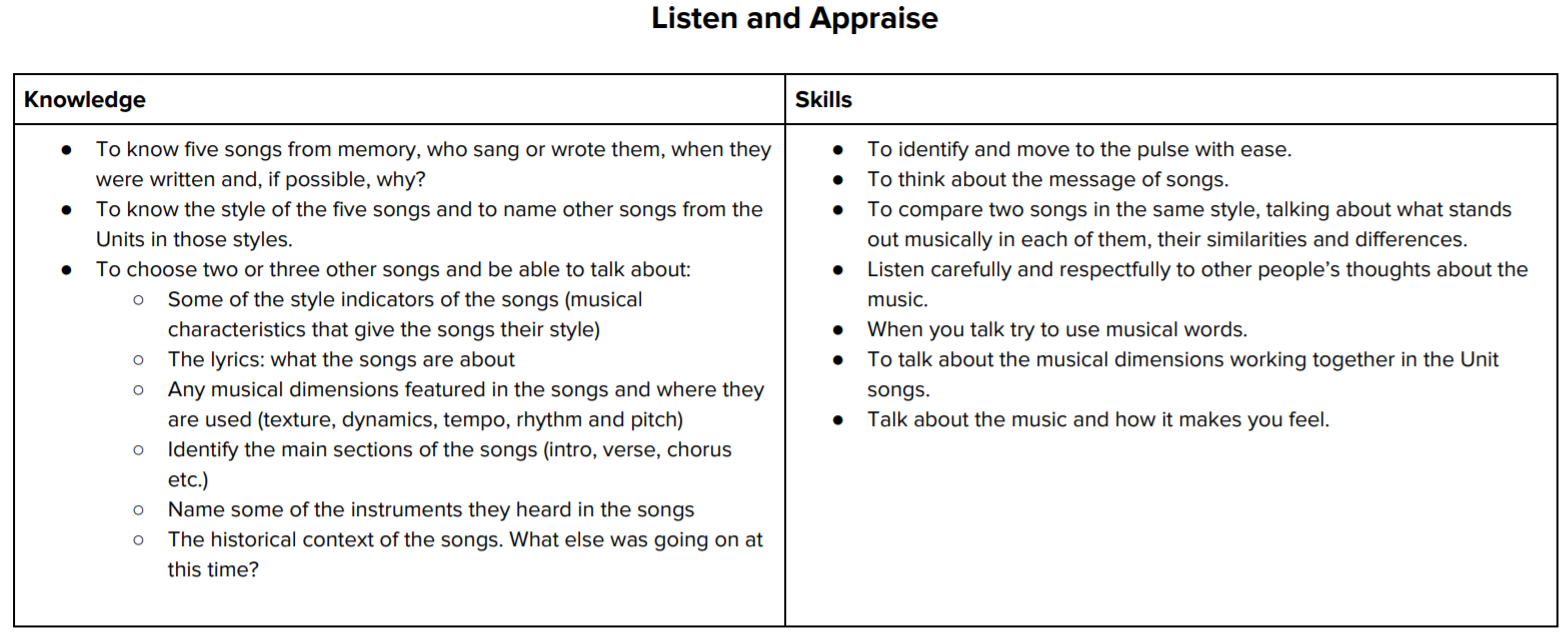 Listen and Appraise
Knowledge
● To know five songs from memory, who sang or wrote them, when they
were written and, if possible, why?
● To know the style of the five songs and to name other songs from the
Units in those styles.
● To choose two or three other songs and be able to talk about:
○ Some of the style indicators of the songs (musical
characteristics that give the songs their style)
○ The lyrics: what the songs are about
○ Any musical dimensions featured in the songs and where they
are used (texture, dynamics, tempo, rhythm and pitch)
○ Identify the main sections of the songs (intro, verse, chorus
etc.)
○ Name some of the instruments they heard in the songs
○ The historical context of the songs. What else was going on at
this time?
Skills
● To identify and move to the pulse with ease.
● To think about the message of songs.
● To compare two songs in the same style, talking about what stands
out musically in each of them, their similarities and differences.
● Listen carefully and respectfully to other people’s thoughts about the
music.
● When you talk try to use musical words.
● To talk about the musical dimensions working together in the Unit
songs.
● Talk about the music and how it makes you feel.